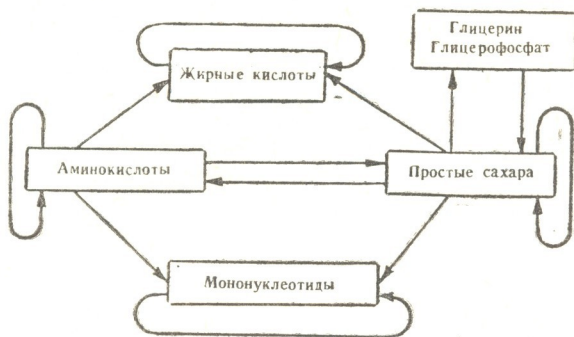 Глицерин
Глицерофосфат
Жирные кислоты
Аминокислоты
Простые сахара
Мононуклеотиды